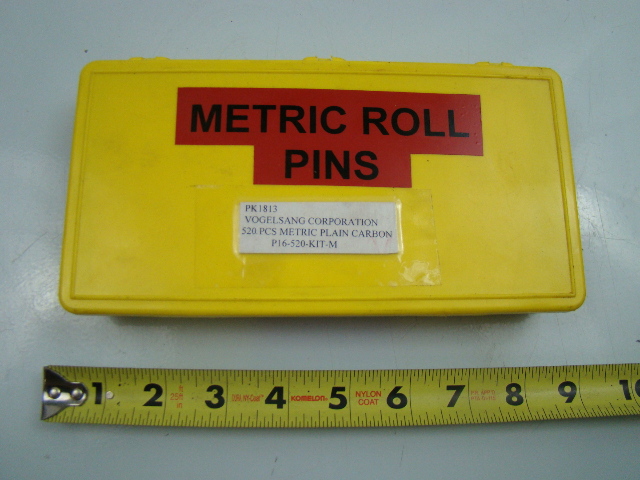 METRIC ROLL
PINS
PK1813
VOGELSANG CORPORATION
520 PCS METRIC PLAIN CARBON
P16-520-KIT-M
1 2 3 4 5 6 7 8 9 10
KOMELON
NYLON
COAT